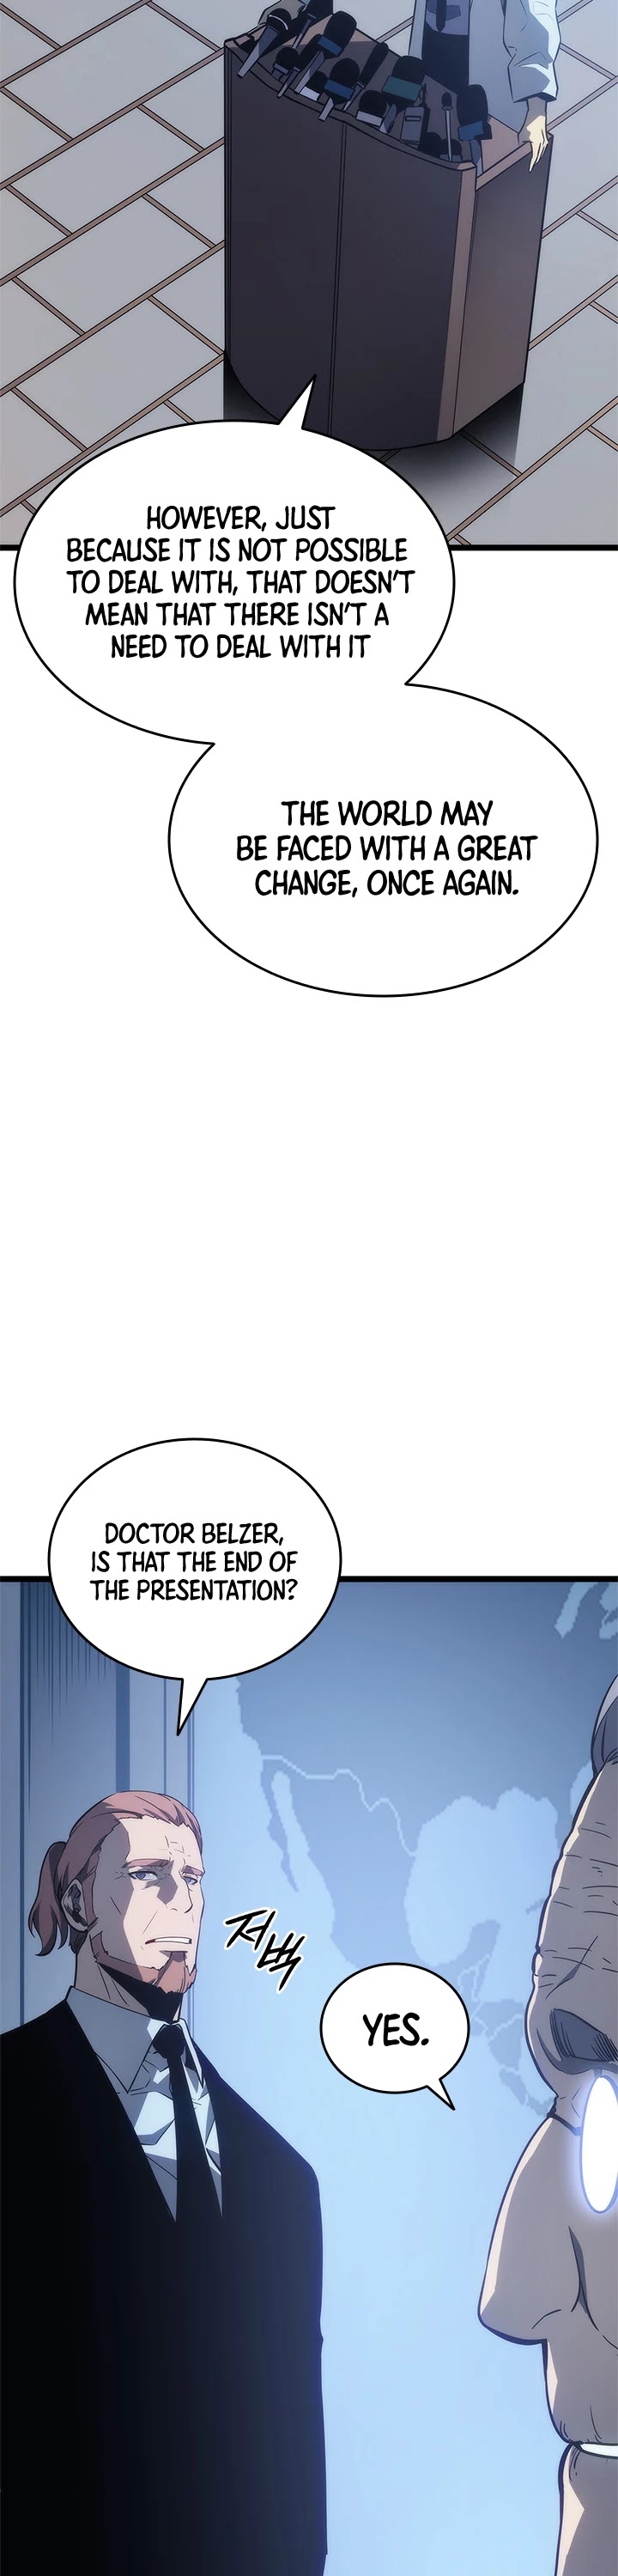 HOWEVER, JUST
BECAUSE IT IS NOT POSSIBLE
TO DEAL WITH, THAT DOESN'T
MEAN THAT THERE ISN'T A
NEED TO DEAL WITH IT
THE WORLD MAY
BE FACED WITH A GREAT
CHANGE, ONCE AGAIN.
DOCTOR BELZER,
IS THAT THE END OF
THE PRESENTATION?
저벅
YES.